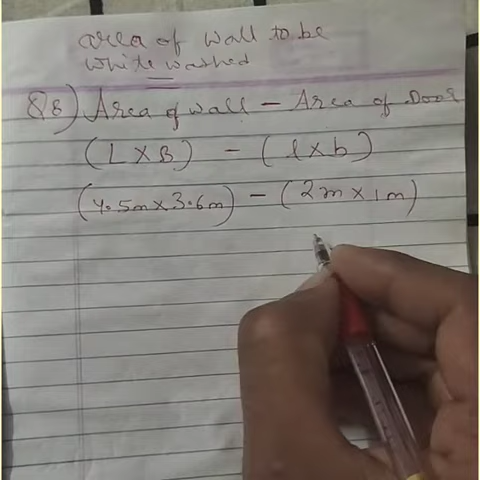 area of wall to be
white washed
Q8) Area of wall - Area of Door
(L X B) - (l x b)
(4.5m x 3.6m) - (2m x 1m)